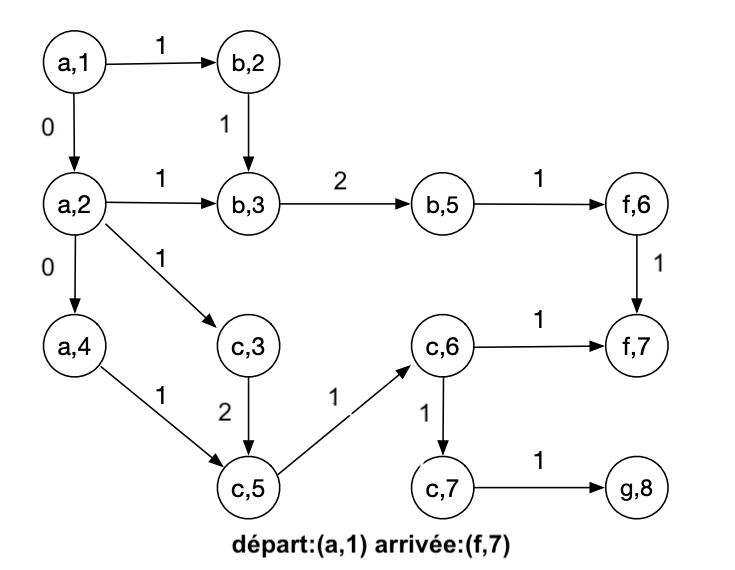 1
a,1 b,2
0 1
1 2 1
a,2 b,3 b,5 f,6
0 1 1
1
a,4 c,3 c,6 f,7
1 2 1 1
1
c,5 c,7 g,8
départ:(a,1) arrivée:(f,7)